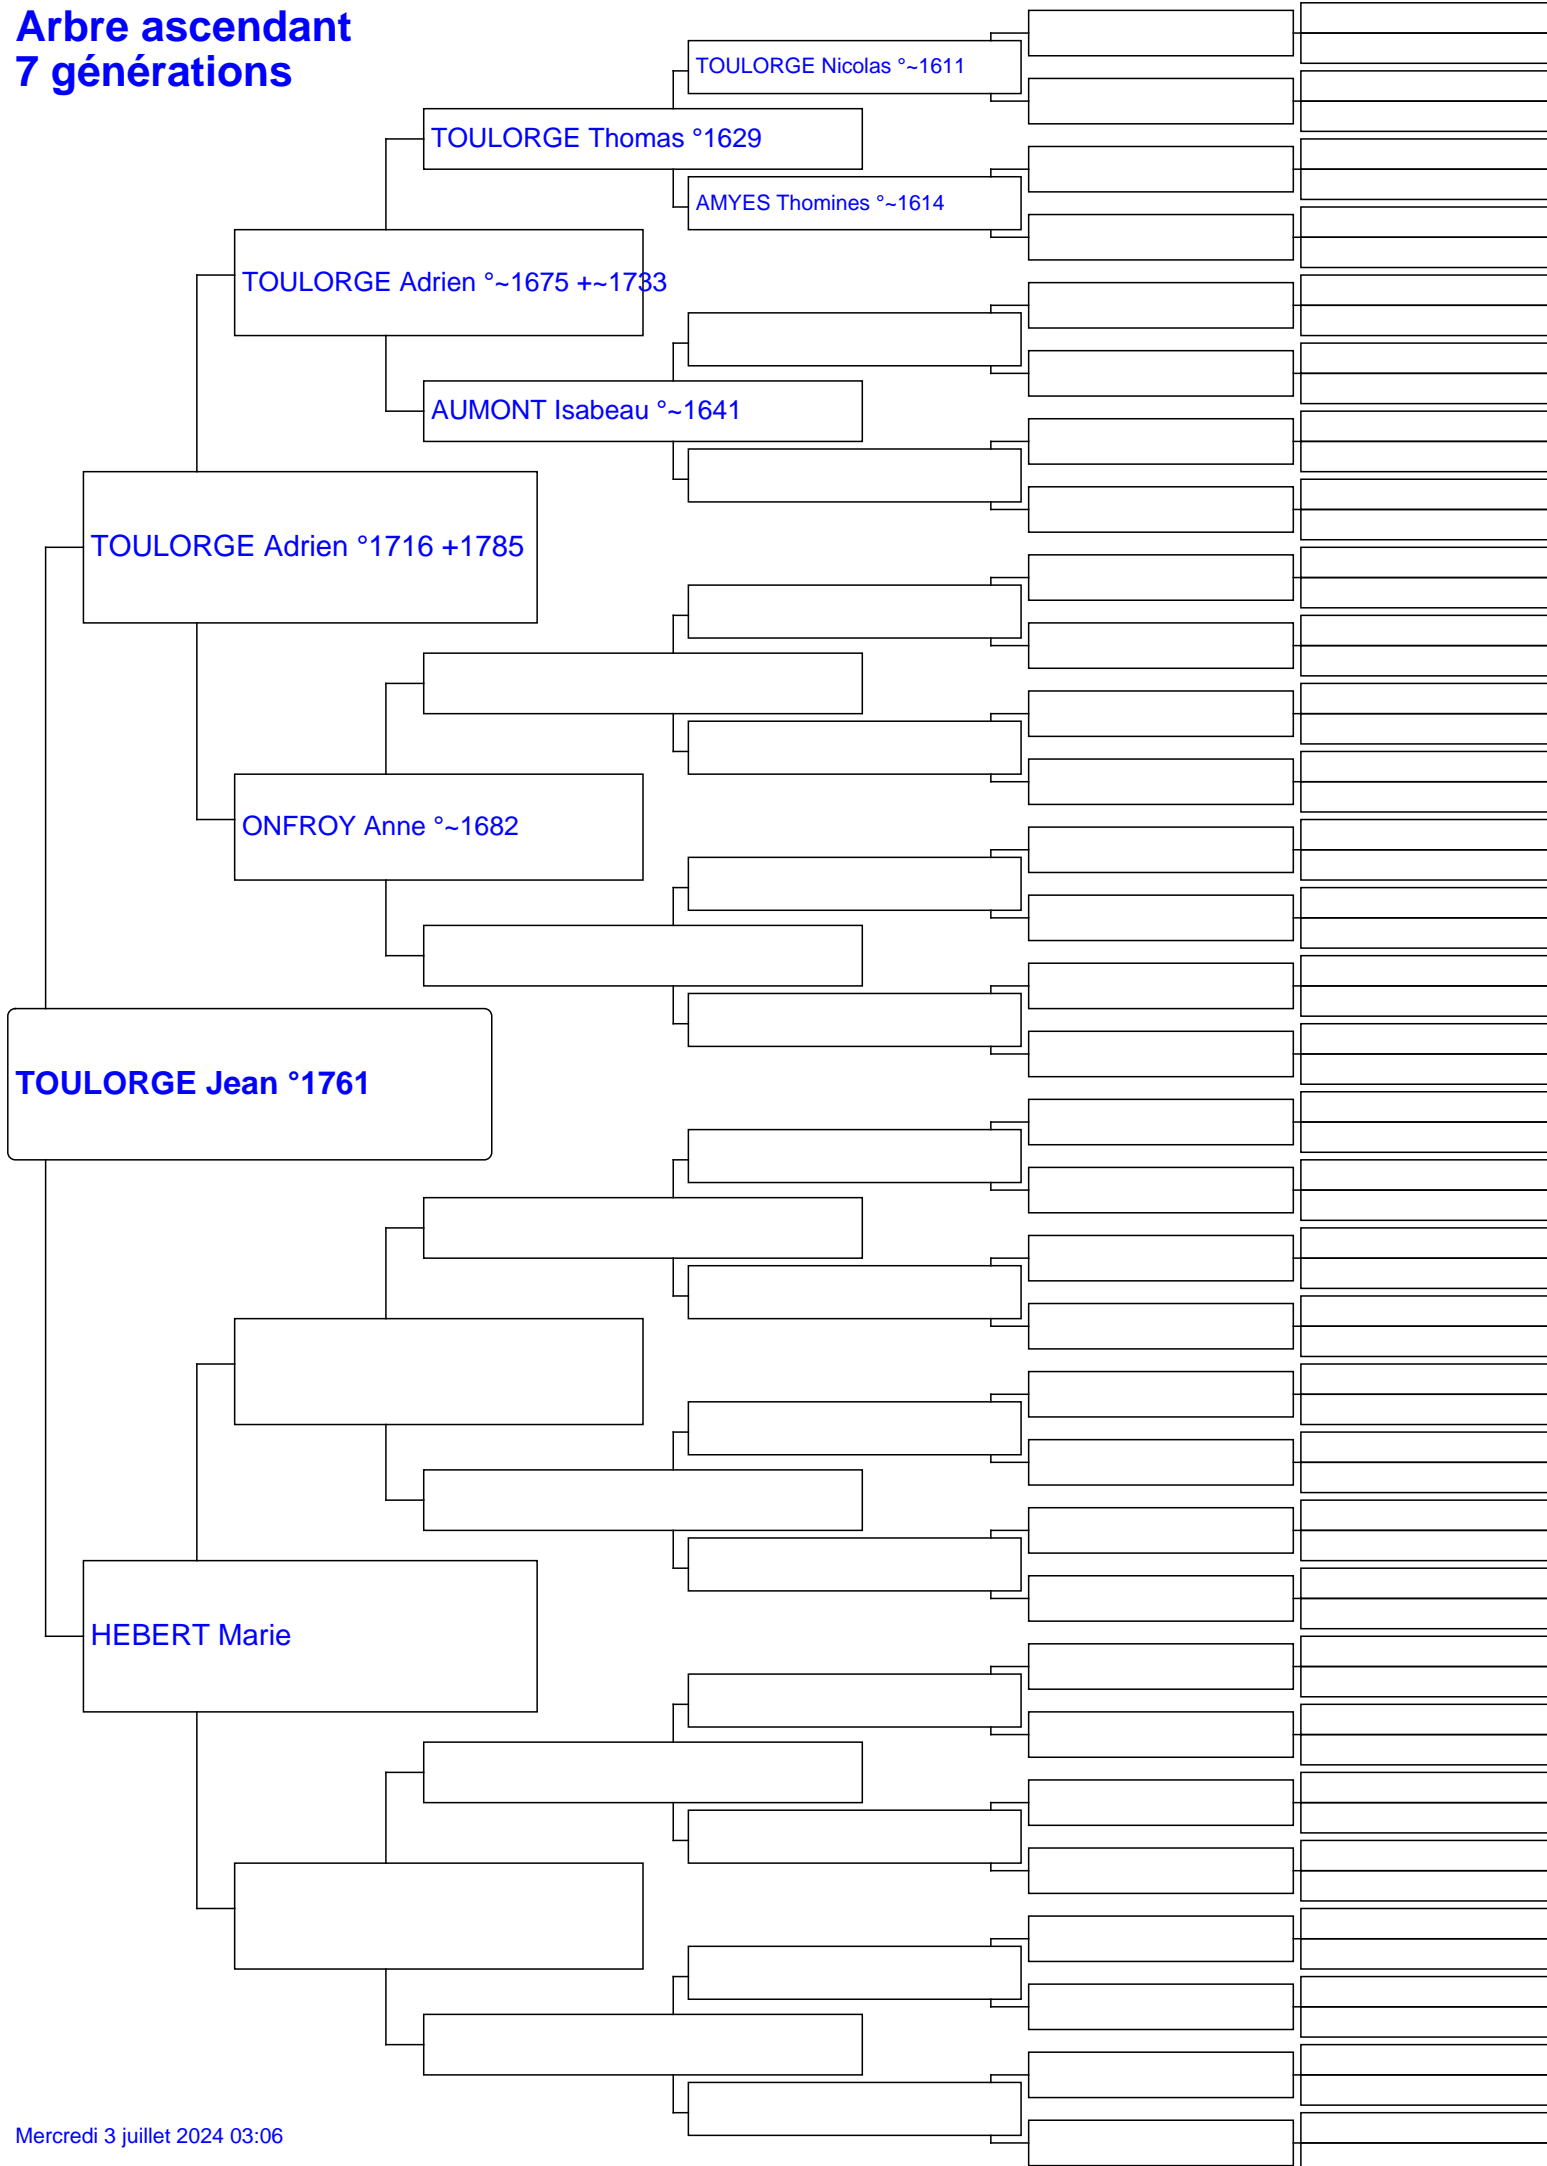 Arbre ascendant
7 générations
TOULORGE Nicolas °~1611
TOULORGE Thomas °1629
AMYES Thomines °~1614
TOULORGE Adrien °~1675 +~1733
AUMONT Isabeau °~1641
TOULORGE Adrien °1716 +1785
ONFROY Anne °~1682
TOULORGE Jean °1761
HEBERT Marie
Mercredi 3 juillet 2024 03:06